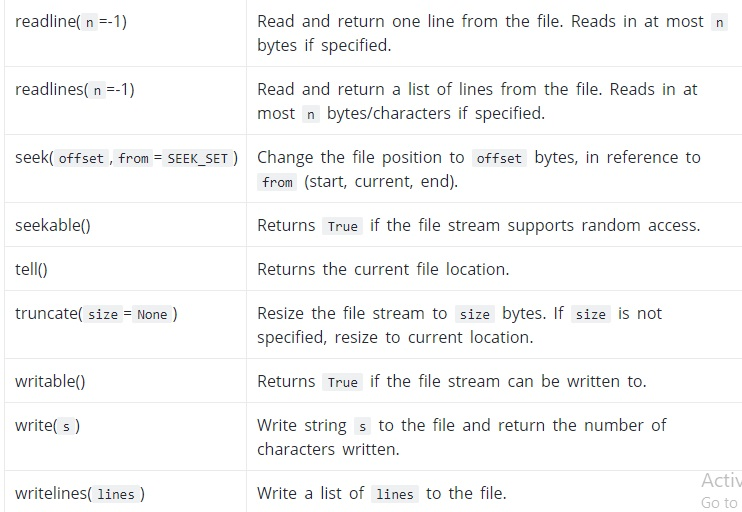 readline( n =-1) Read and return one line from the file. Reads in at most n
bytes if specified.
readlines( n =-1) Read and return a list of lines from the file. Reads in at
most n bytes/characters if specified.
seek( offset , from = SEEK_SET ) Change the file position to offset bytes, in reference to
from (start, current, end).
seekable() Returns True if the file stream supports random access.
tell() Returns the current file location.
truncate( size = None ) Resize the file stream to size bytes. If size is not
specified, resize to current location.
writable() Returns True if the file stream can be written to.
write( s ) Write string s to the file and return the number of
characters written.
writelines( lines ) Write a list of lines to the file.
Activ
Go to